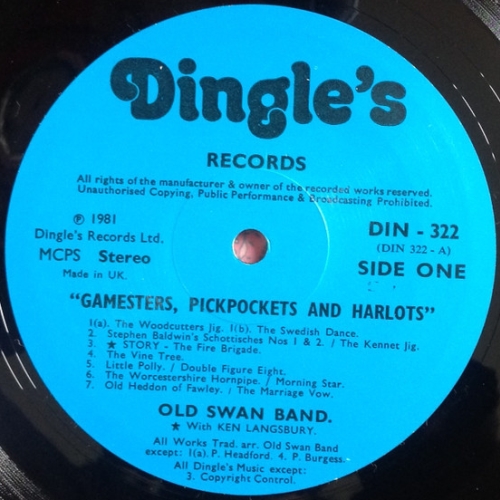 Dingle's
RECORDS
All rights of the manufacturer & owner of the recorded works reserved.
Unauthorised Copying, Public Performance & Broadcasting Prohibited.
℗ 1981
Dingle's Records Ltd.
MCPS Stereo
Made in UK.
DIN - 322
(DIN 322 - A)
SIDE ONE
"GAMESTERS, PICKPOCKETS AND HARLOTS"
1(a). The Woodcutters Jig. 1(b). The Swedish Dance.
2. Stephen Baldwin's Schottisches Nos 1 & 2. / The Kennet Jig.
3. ★ STORY - The Fire Brigade.
4. The Vine Tree.
5. Little Polly. / Double Figure Eight.
6. The Worcestershire Hornpipe. / Morning Star.
7. Old Heddon of Fawley. / The Marriage Vow.
OLD SWAN BAND.
★ With KEN LANGSBURY.
All Works Trad. arr. Old Swan Band
except: 1(a). P. Headford. 4. P. Burgess.
All Dingle's Music except:
3. Copyright Control.